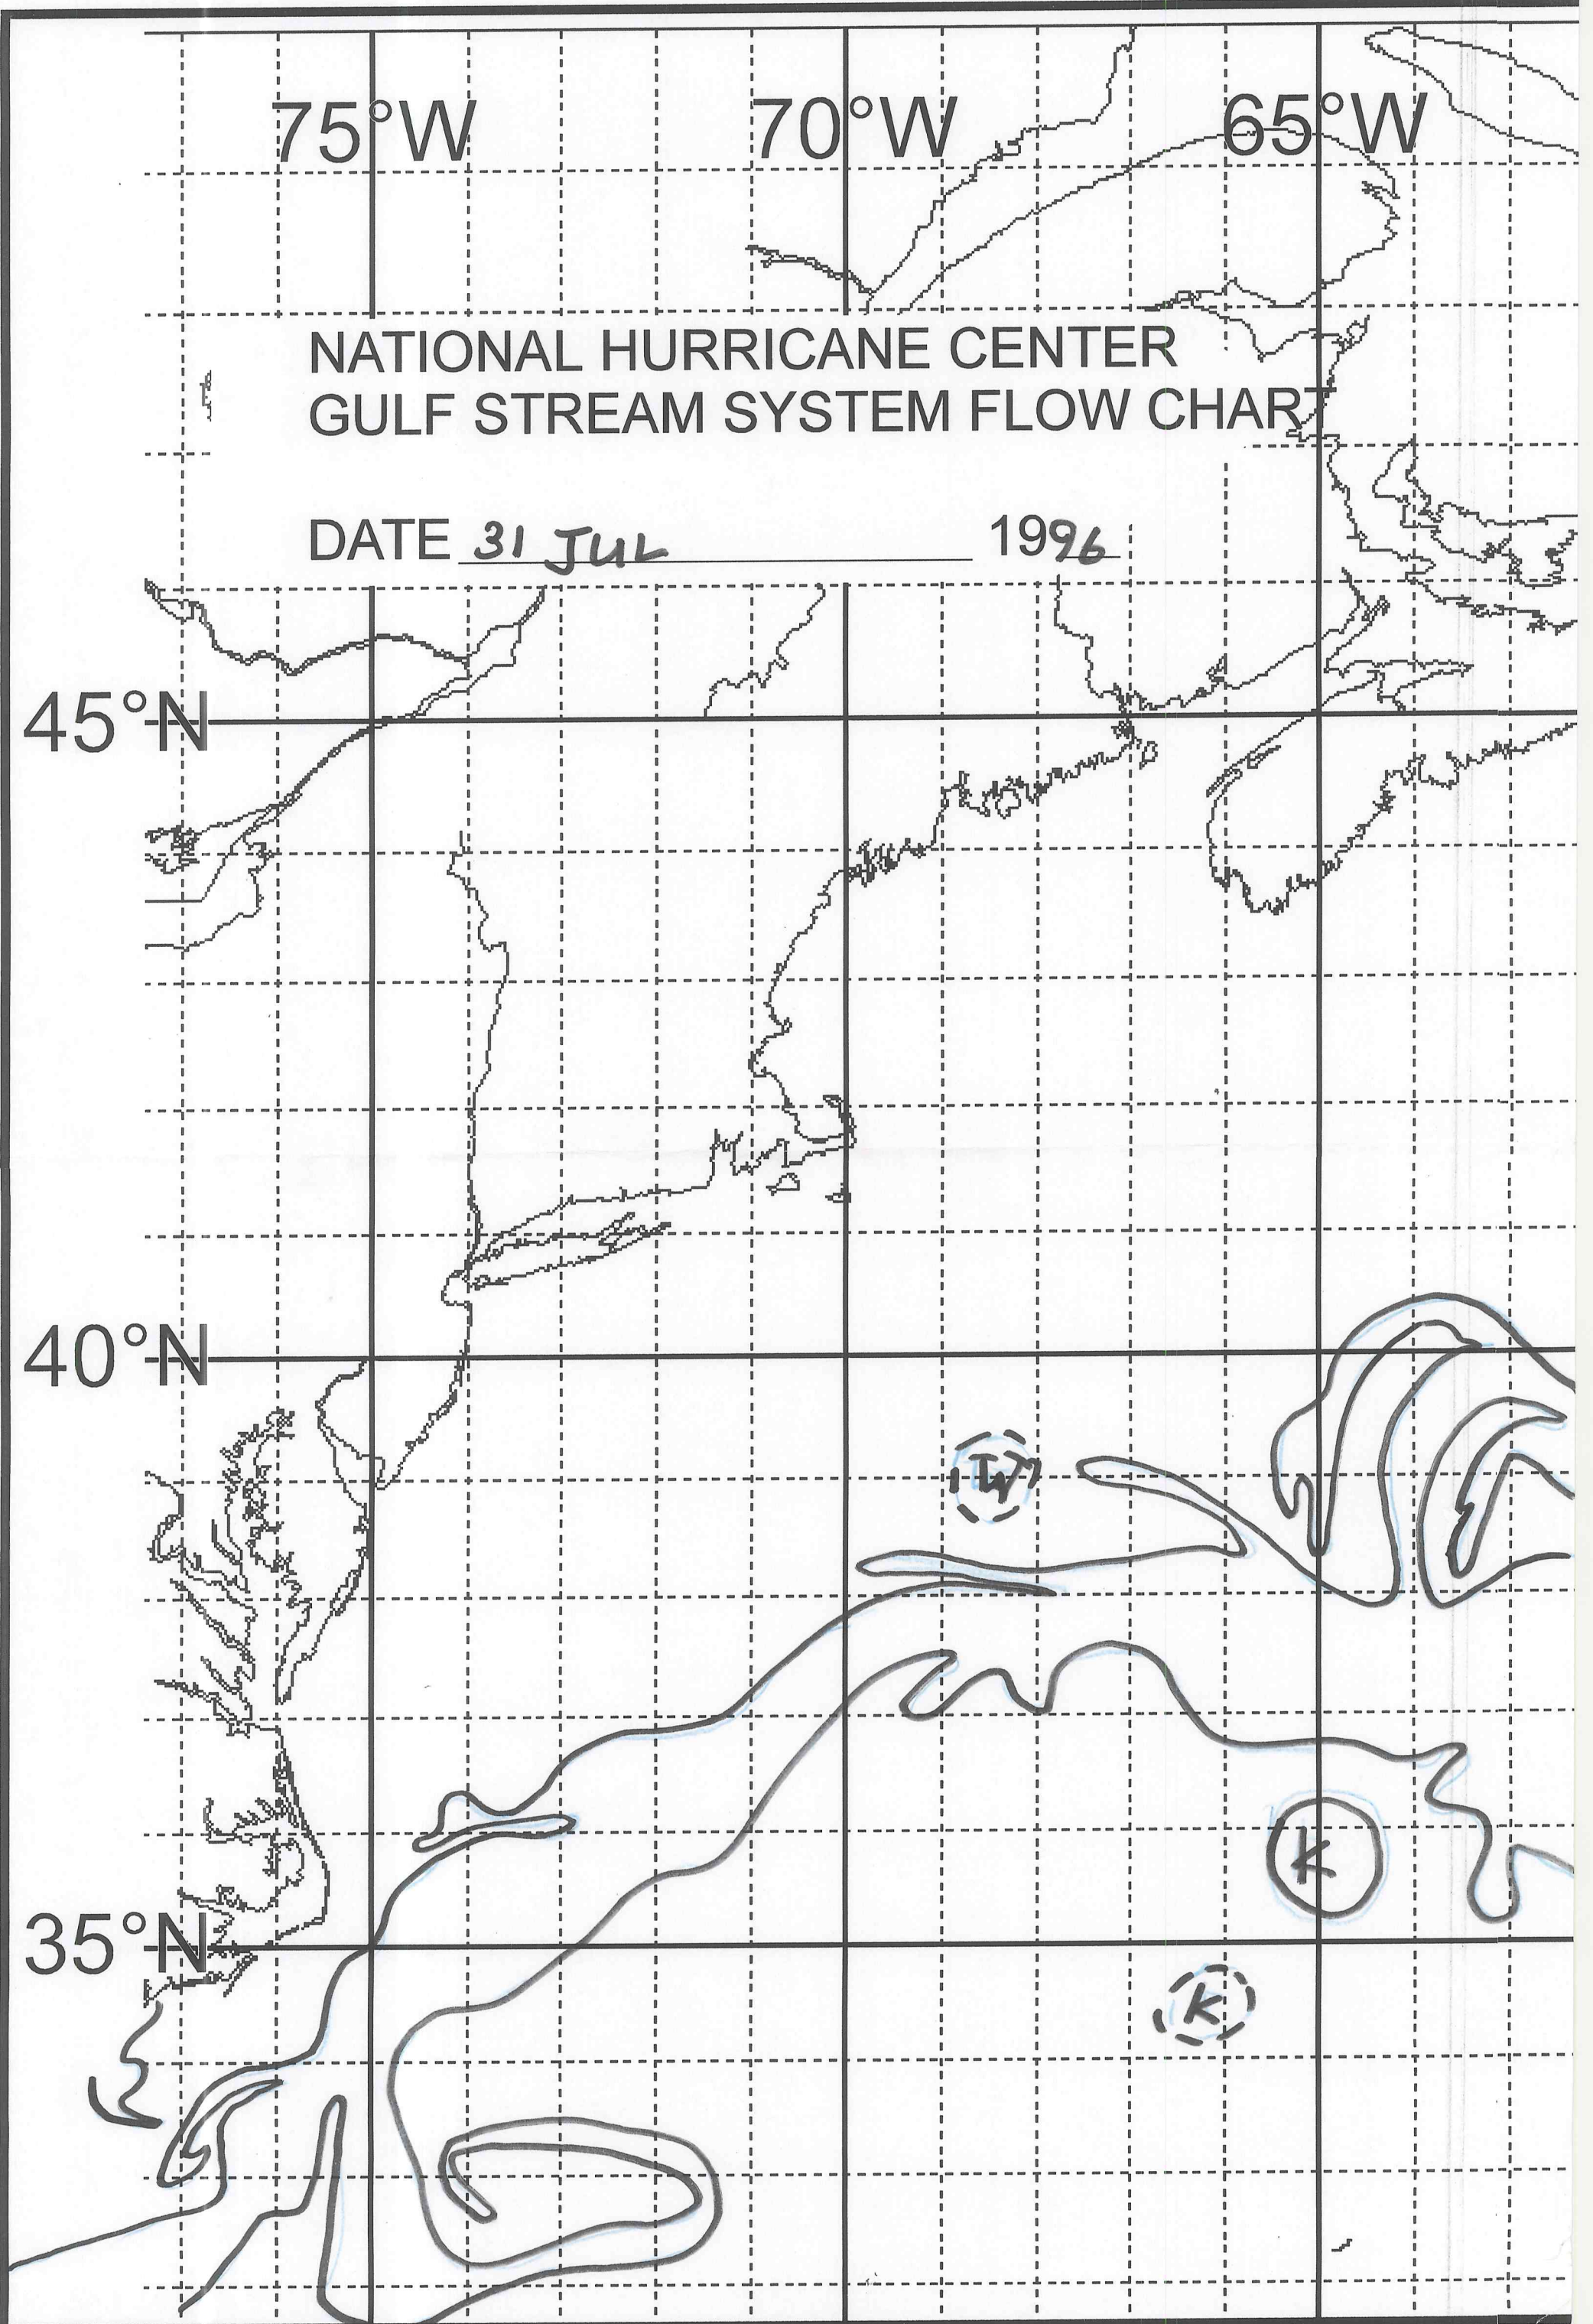 75°W 70°W 65°W
NATIONAL HURRICANE CENTER
GULF STREAM SYSTEM FLOW CHART
DATE 31 JUL 1996
45°N
40°N
W
K
35°N
K